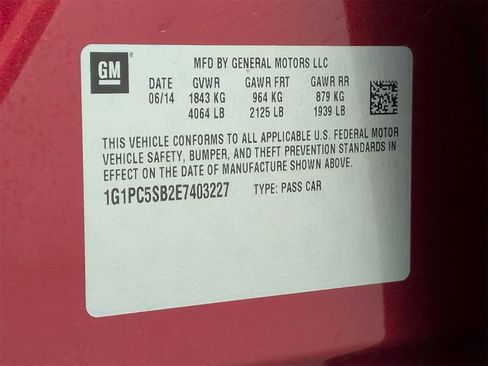 GM
MFD BY GENERAL MOTORS LLC
DATE GVWR GAWR FRT GAWR RR
06/14 1843 KG 964 KG 879 KG
4064 LB 2125 LB 1939 LB
THIS VEHICLE CONFORMS TO ALL APPLICABLE U.S. FEDERAL MOTOR
VEHICLE SAFETY, BUMPER, AND THEFT PREVENTION STANDARDS IN
EFFECT ON THE DATE OF MANUFACTURE SHOWN ABOVE.
1G1PC5SB2E7403227 TYPE: PASS CAR